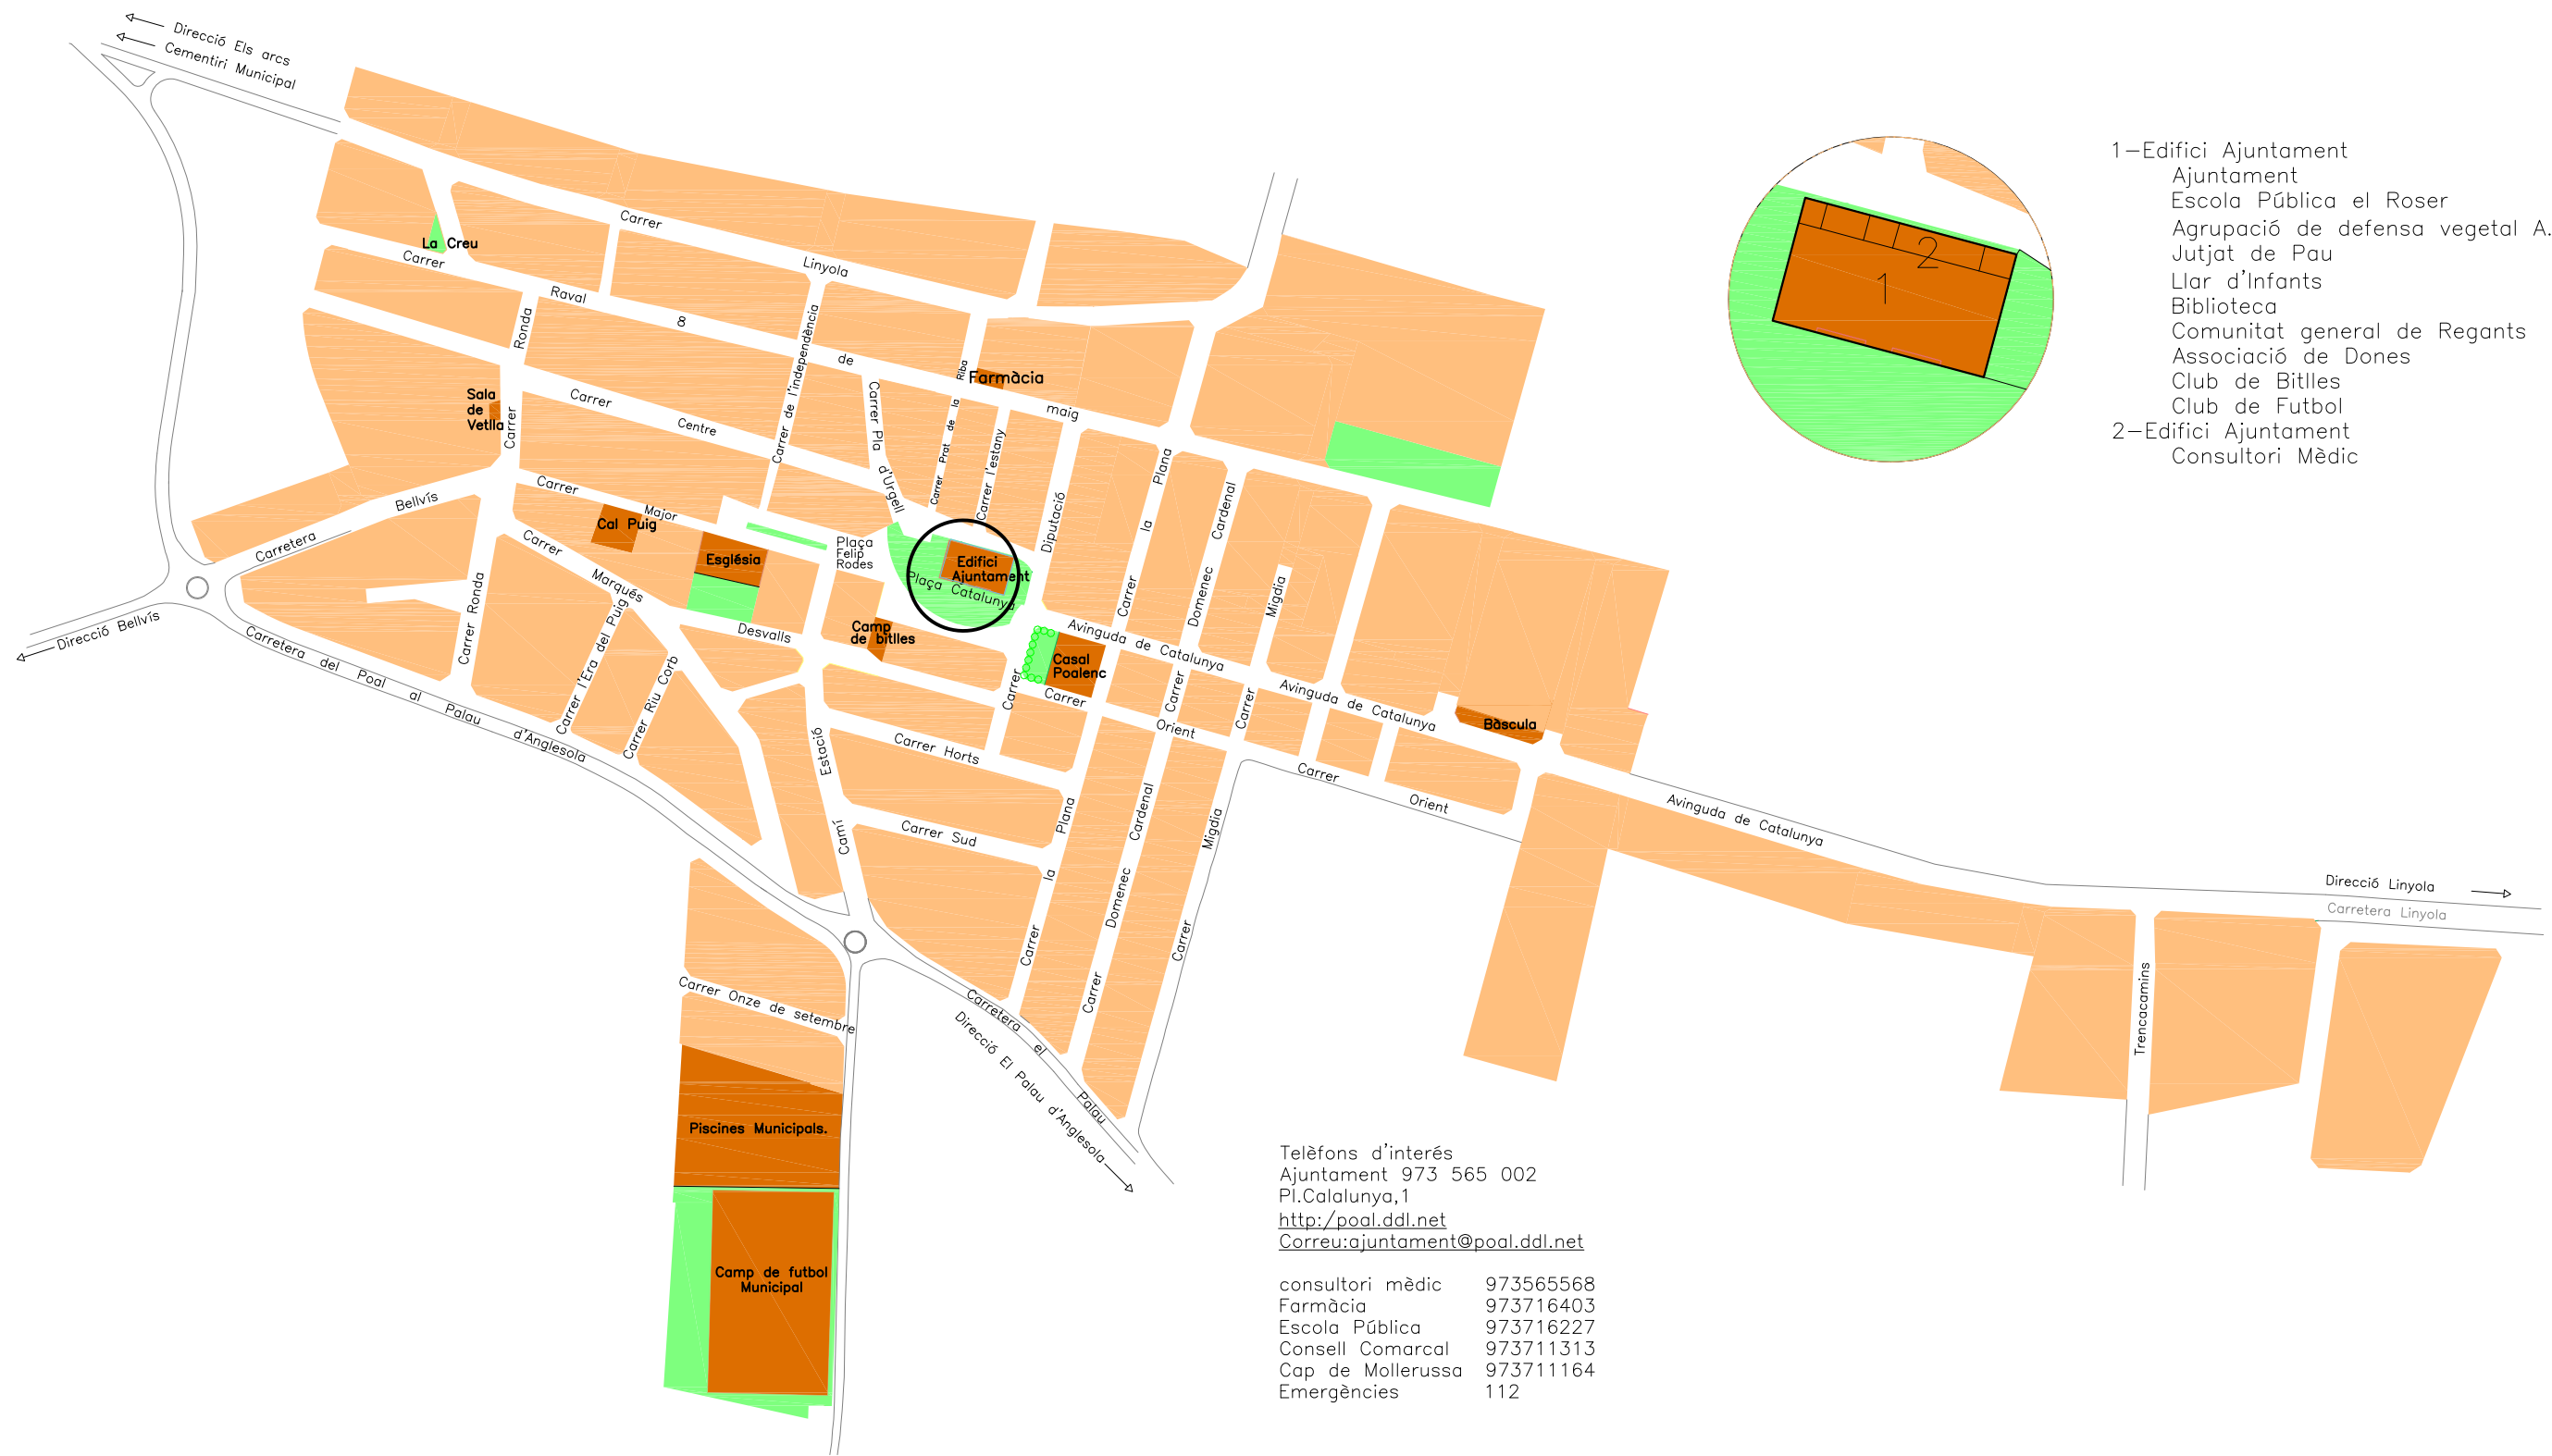 Direcció Els arcs
Cementiri Municipal
Carrer
Linyola
La Creu
Carrer
Raval
8
de
maig
Ronda
Carrer
Carrer de l'independència
Farmàcia
Carrer Prat de la Riba
Carrer Pla d'Urgell
Carrer l'estany
Sala
de
Vetlla
Carrer
Centre
Diputació
Carrer
Carrer la Plana
Domenec Cardenal
Carrer
Migdia
Carrer
Carrer
Major
Cal Puig
Església
Plaça
Felip
Rodes
Edifici
Ajuntament
Plaça Catalunya
Carretera
Bellvís
Carrer
Marqués
Desvalls
Camp
de bitlles
Casal
Poalenc
Avinguda de Catalunya
Avinguda de Catalunya
Bàscula
Avinguda de Catalunya
Direcció Bellvís
Carrer Ronda
Carrer l'Era del Puig
Carrer Riu Corb
Carretera del Poal al Palau d'Anglesola
Carrer
Orient
Carrer
Orient
Camí Estació
Carrer Horts
Carrer Sud
Carrer la Plana
Carrer Domenec Cardenal
Carrer Migdia
Direcció Linyola
Carretera Linyola
Trencacamins
Carrer Onze de setembre
Carretera el Palau
Direcció El Palau d'Anglesola
Piscines Municipals.
Camp de futbol
Municipal
1-Edifici Ajuntament
Ajuntament
Escola Pública el Roser
Agrupació de defensa vegetal A.
Jutjat de Pau
Llar d'Infants
Biblioteca
Comunitat general de Regants
Associació de Dones
Club de Bitlles
Club de Futbol
2-Edifici Ajuntament
Consultori Mèdic
2
1
Telèfons d'interés
Ajuntament 973 565 002
Pl.Calalunya,1
http:/poal.ddl.net
Correu:ajuntament@poal.ddl.net
consultori mèdic 973565568
Farmàcia 973716403
Escola Pública 973716227
Consell Comarcal 973711313
Cap de Mollerussa 973711164
Emergències 112